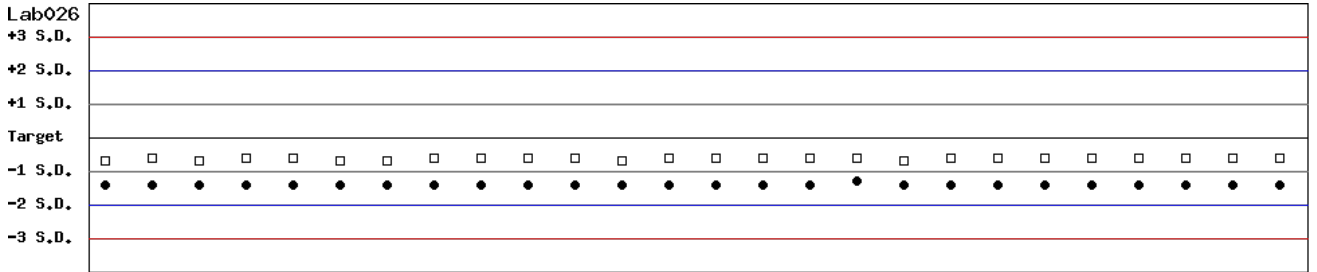 Lab026
+3 S.D.
+2 S.D.
+1 S.D.
Target
-1 S.D.
-2 S.D.
-3 S.D.